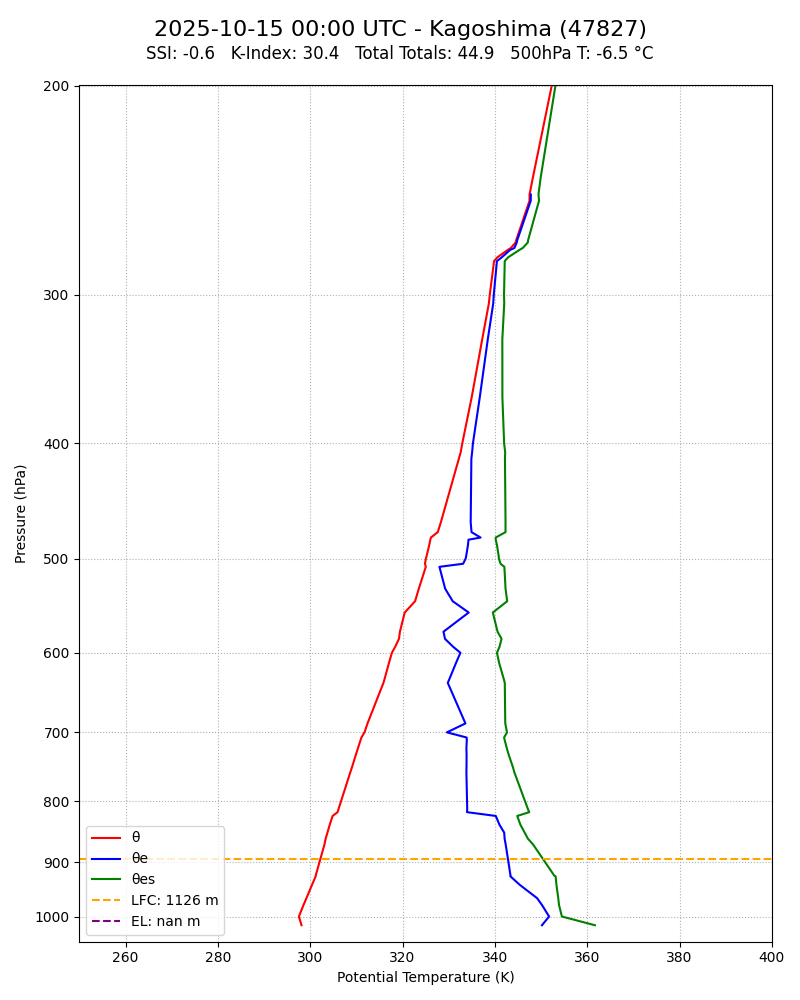 2025-10-15 00:00 UTC - Kagoshima (47827)
SSI: -0.6   K-Index: 30.4   Total Totals: 44.9   500hPa T: -6.5 °C
200
300
400
500
600
700
800
900
1000
Pressure (hPa)
θ
θe
θes
LFC: 1126 m
EL: nan m
260
280
300
320
340
360
380
400
Potential Temperature (K)